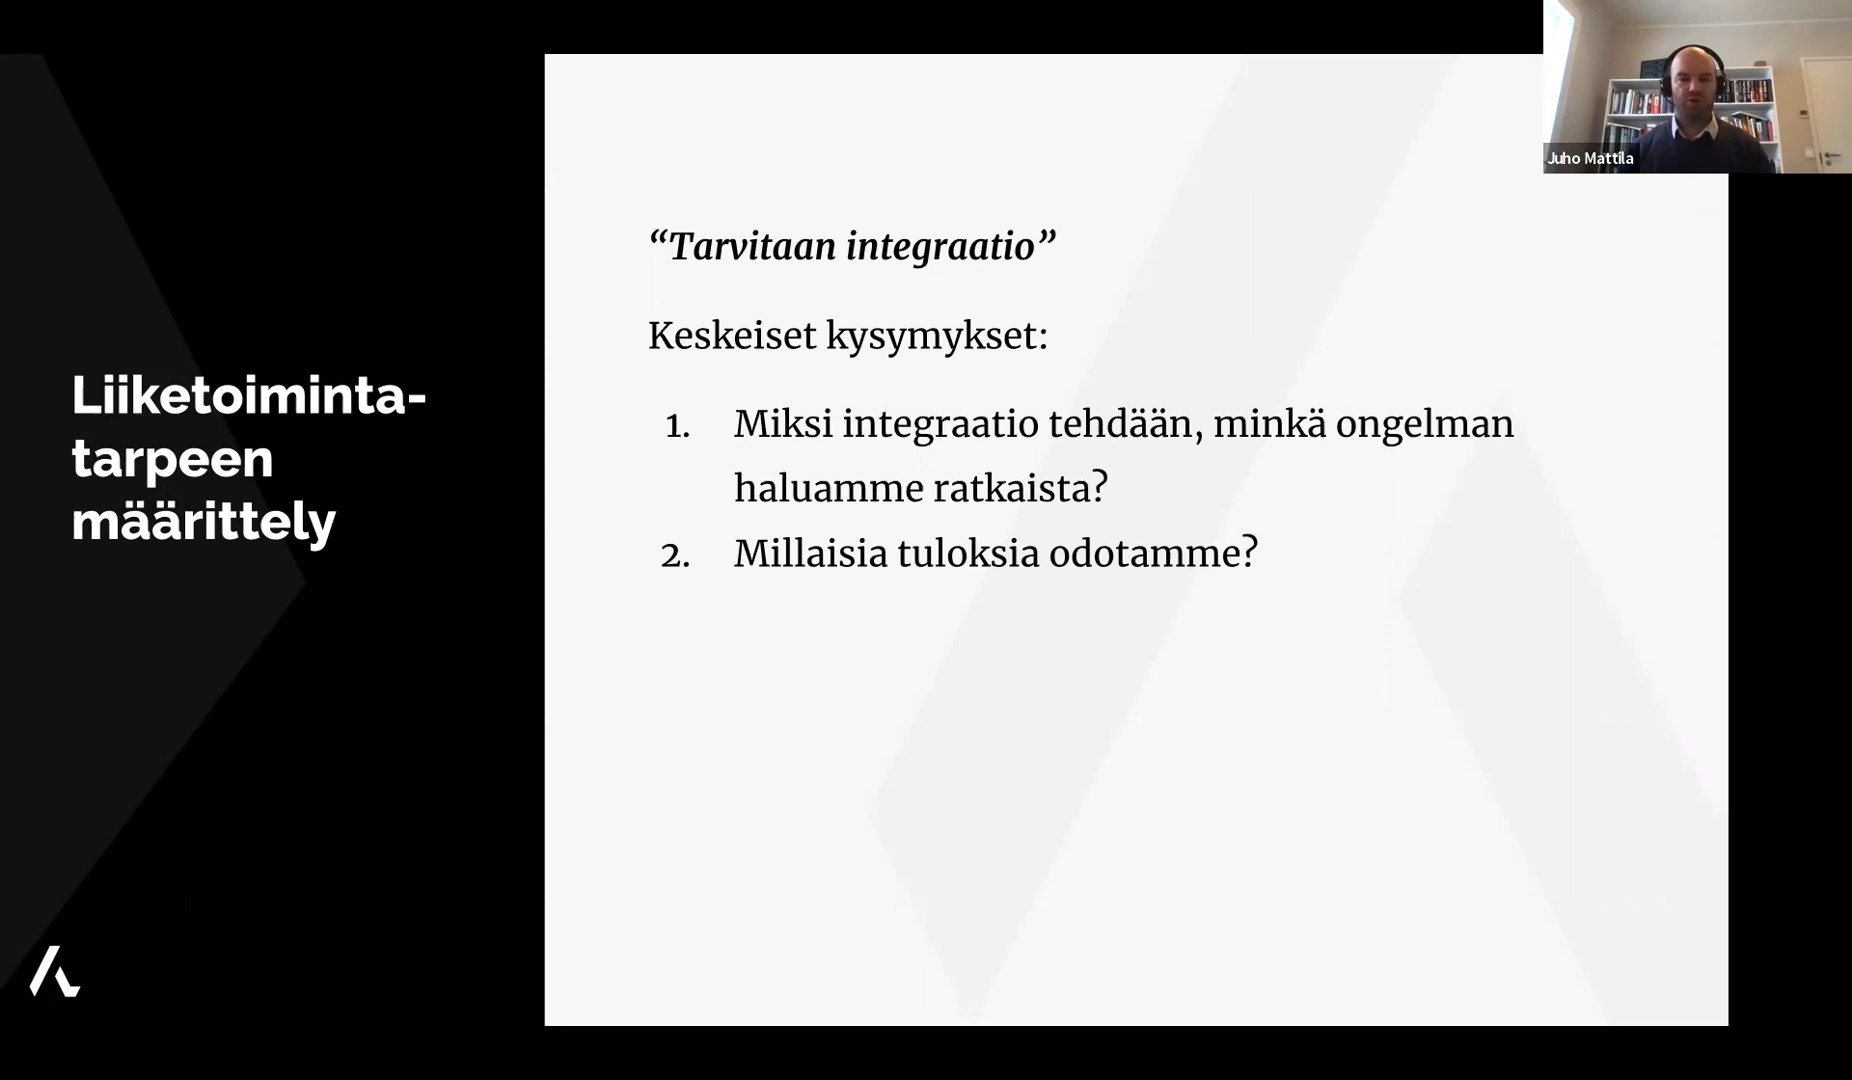 Liiketoiminta-
tarpeen
määrittely
“Tarvitaan integraatio”
Keskeiset kysymykset:
1. Miksi integraatio tehdään, minkä ongelman
haluamme ratkaista?
2. Millaisia tuloksia odotamme?
Juho Mattila